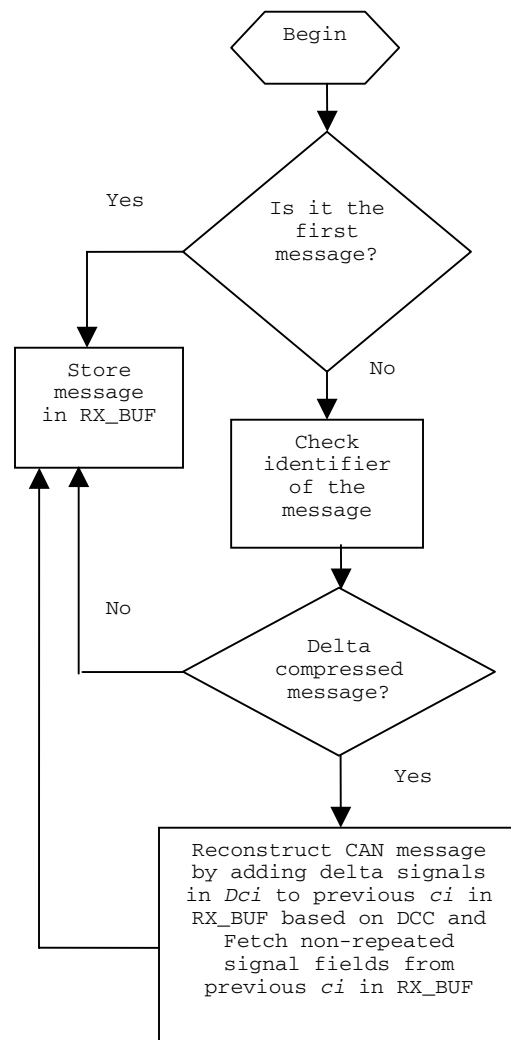 Begin
Is it the
first
message?
Yes
No
Store
message
in RX_BUF
Check
identifier
of the
message
No
Delta
compressed
message?
Yes
Reconstruct CAN message
by adding delta signals
in Dci to previous ci in
RX_BUF based on DCC and
Fetch non-repeated
signal fields from
previous ci in RX_BUF